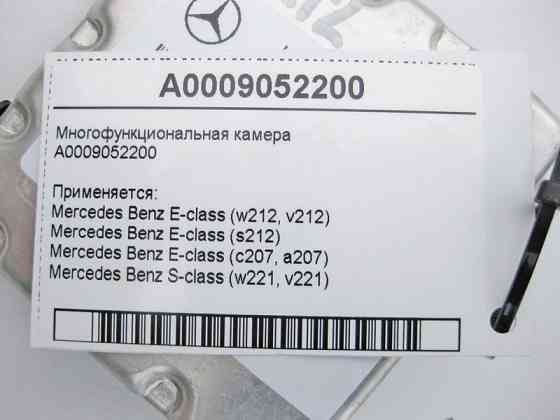 A0009052200
Многофункциональная камера
A0009052200
Применяется:
Mercedes Benz E-class (w212, v212)
Mercedes Benz E-class (s212)
Mercedes Benz E-class (c207, a207)
Mercedes Benz S-class (w221, v221)